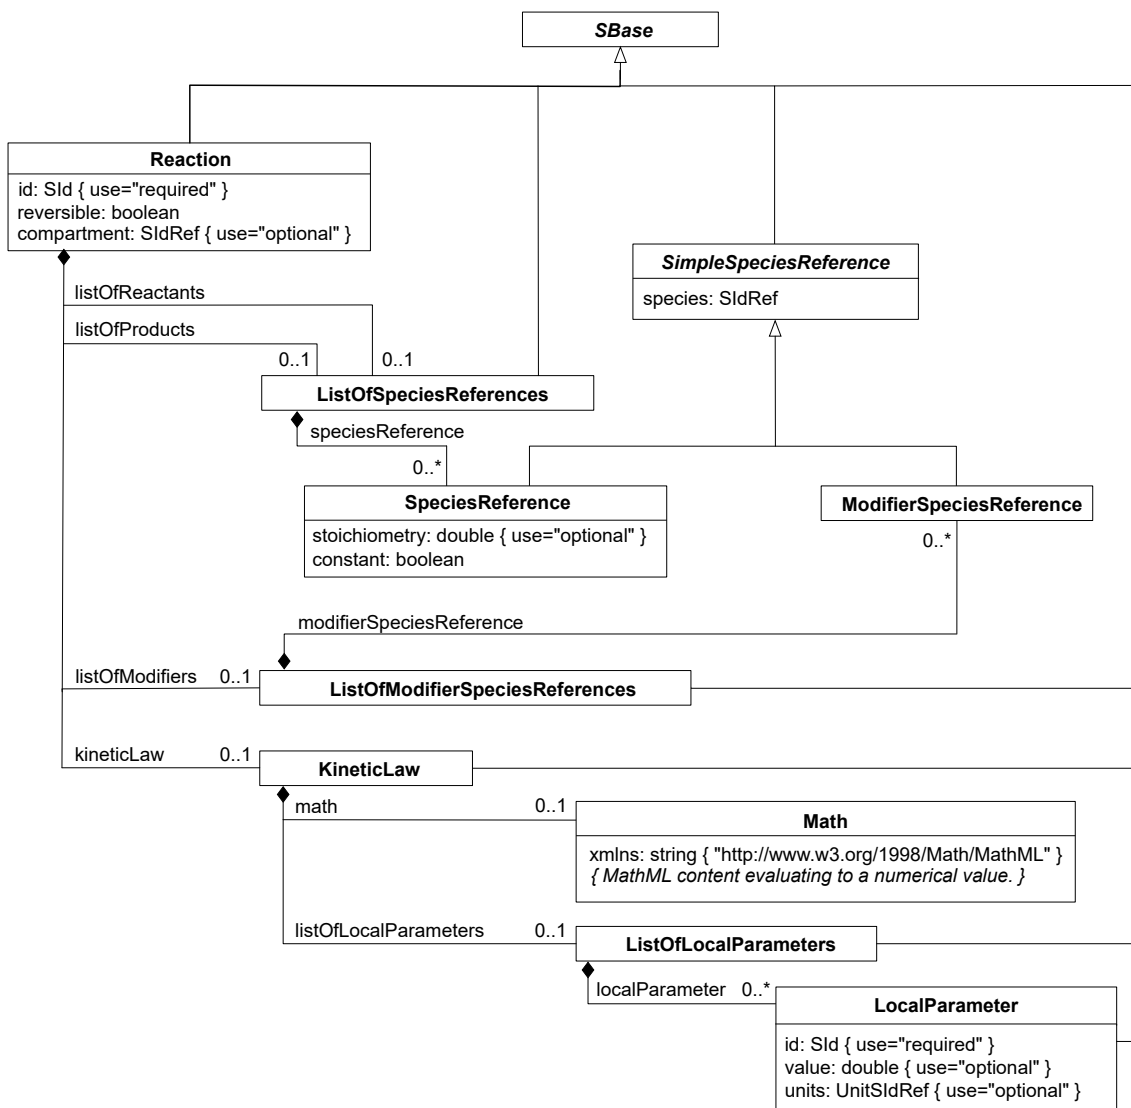 SBase
Reaction
id: SId { use="required" }
reversible: boolean
compartment: SIdRef { use="optional" }
SimpleSpeciesReference
species: SIdRef
listOfReactants
listOfProducts
0..1 0..1
ListOfSpeciesReferences
speciesReference
0..*
SpeciesReference
stoichiometry: double { use="optional" }
constant: boolean
ModifierSpeciesReference
0..*
modifierSpeciesReference
listOfModifiers 0..1
ListOfModifierSpeciesReferences
kineticLaw 0..1
KineticLaw
math 0..1
Math
xmlns: string { "http://www.w3.org/1998/Math/MathML" }
{ MathML content evaluating to a numerical value. }
listOfLocalParameters 0..1
ListOfLocalParameters
localParameter 0..*
LocalParameter
id: SId { use="required" }
value: double { use="optional" }
units: UnitSIdRef { use="optional" }